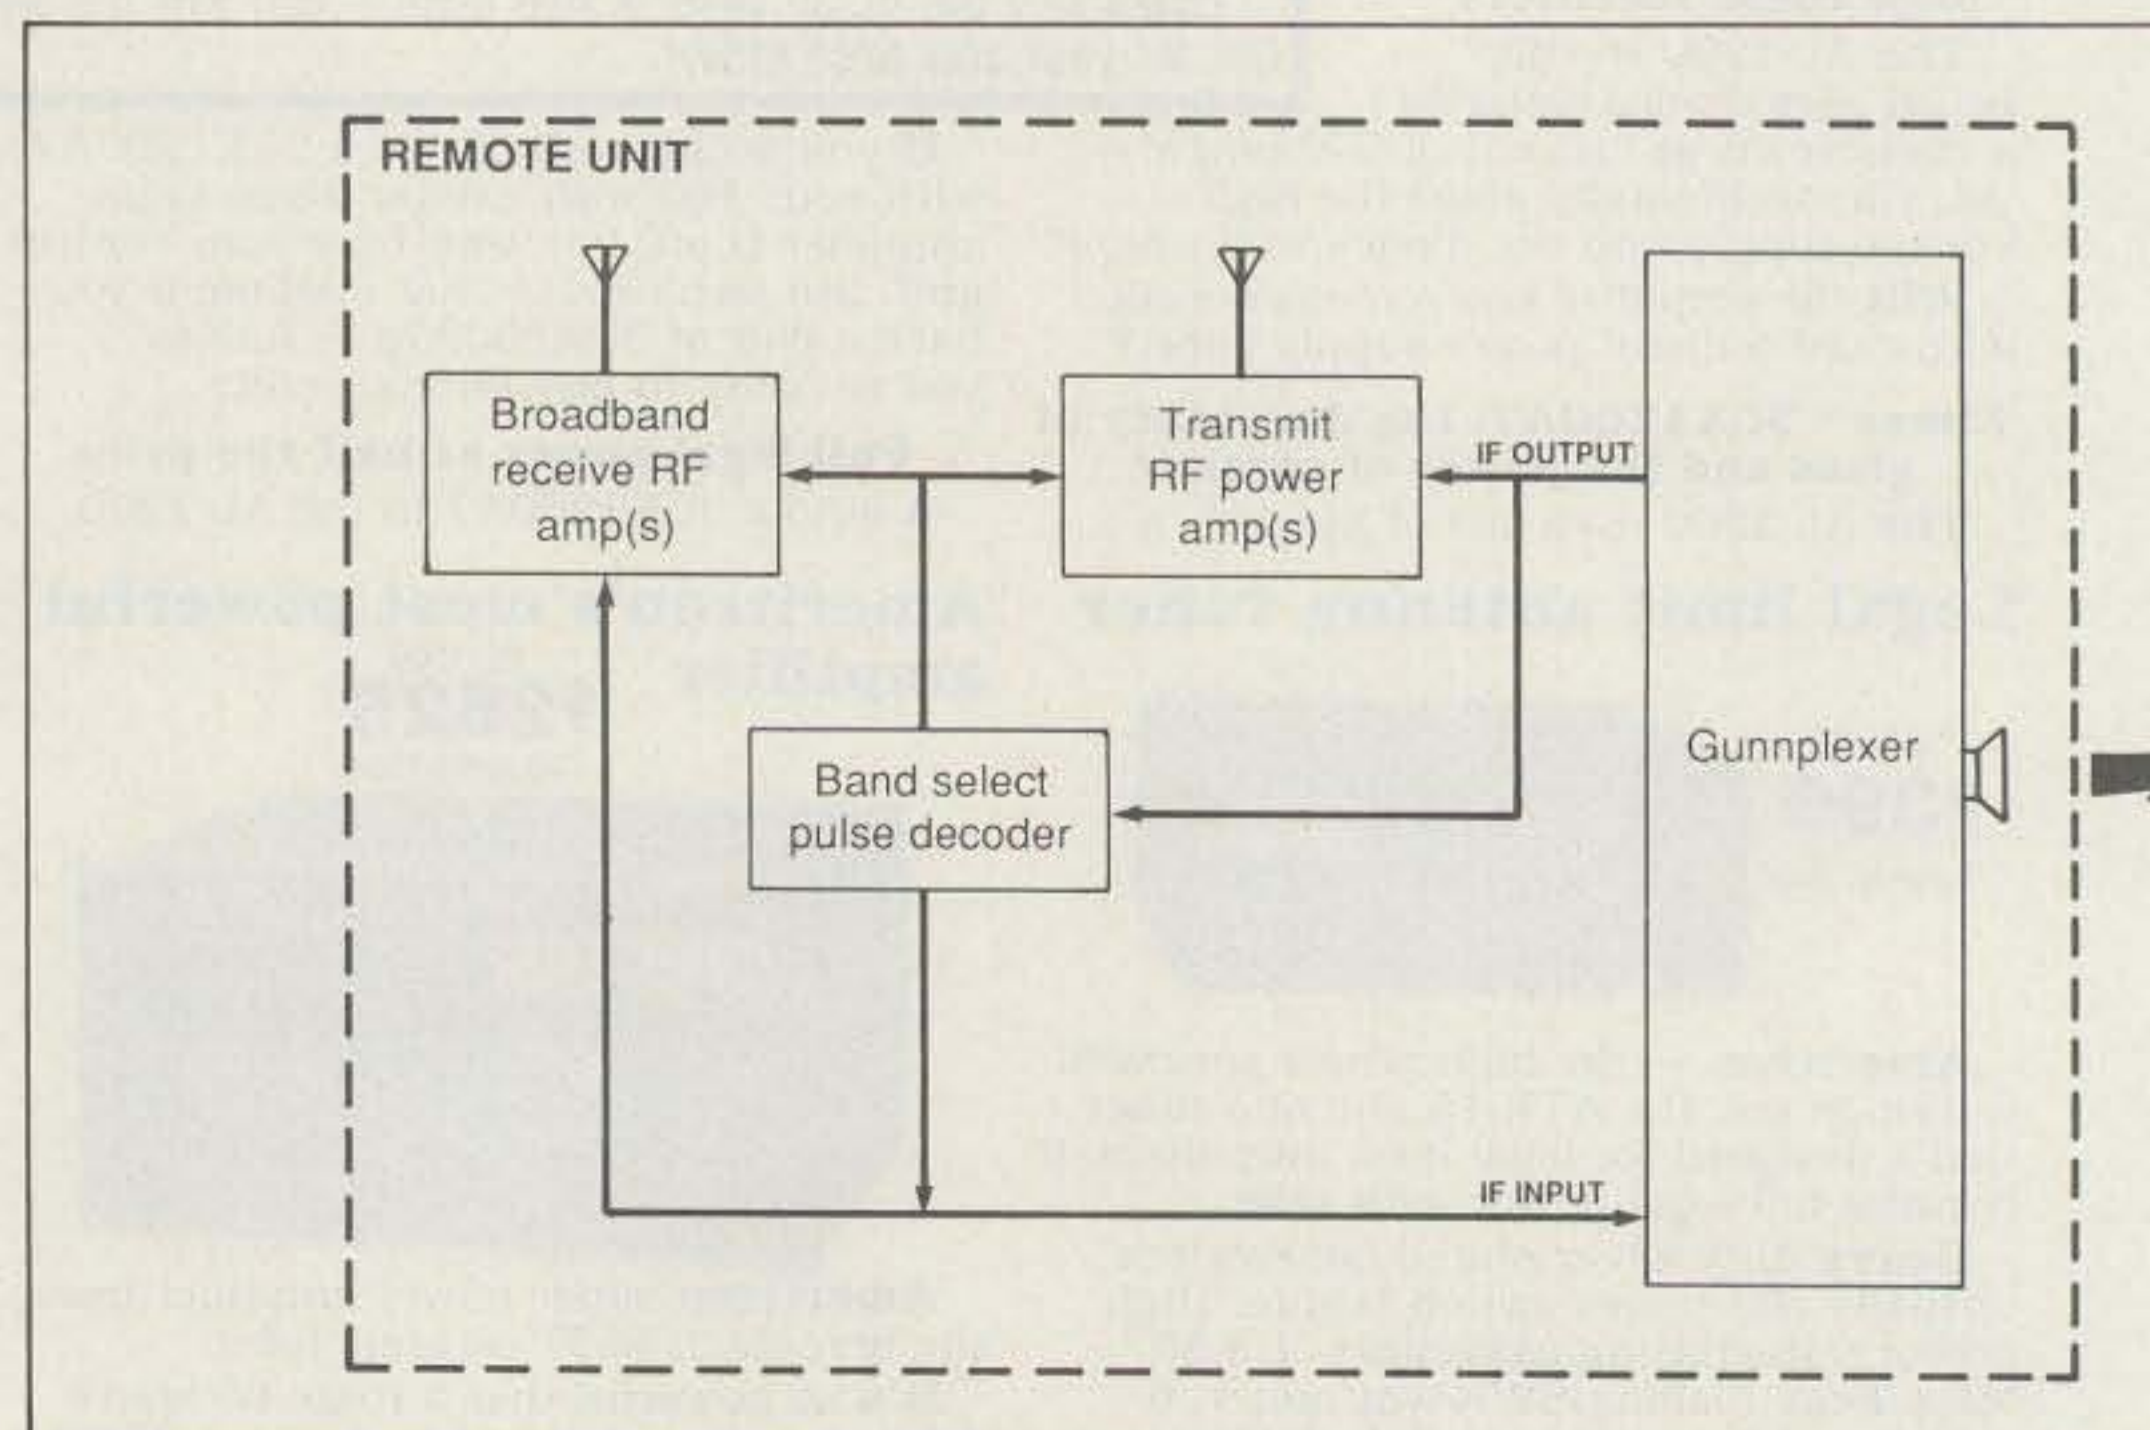 REMOTE UNIT
Broadband
receive RF
amp(s)
Transmit
RF power
amp(s)
IF OUTPUT
Gunnplexer
Band select
pulse decoder
IF INPUT